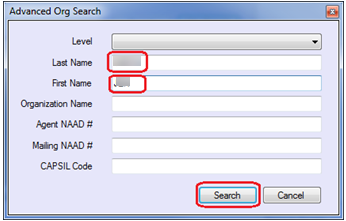 Advanced Org Search
Level
Last Name
First Name
Organization Name
Agent NAAD #
Mailing NAAD #
CAPSIL Code
Search Cancel